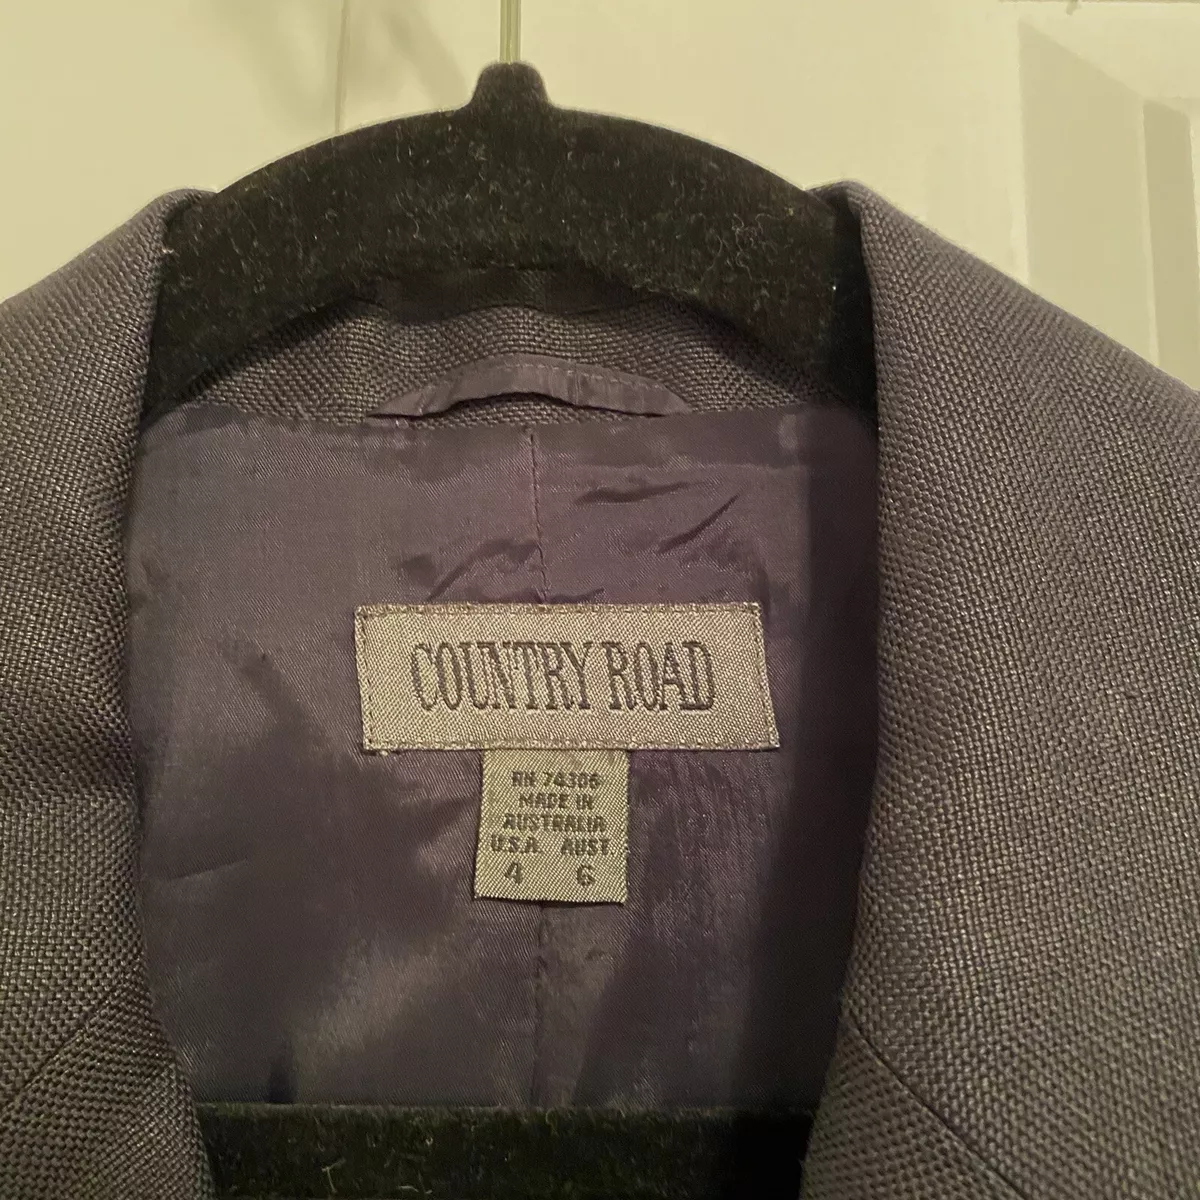 COUNTRY ROAD
RN 74306
MADE IN
AUSTRALIA
U.S.A. AUST.
4 6